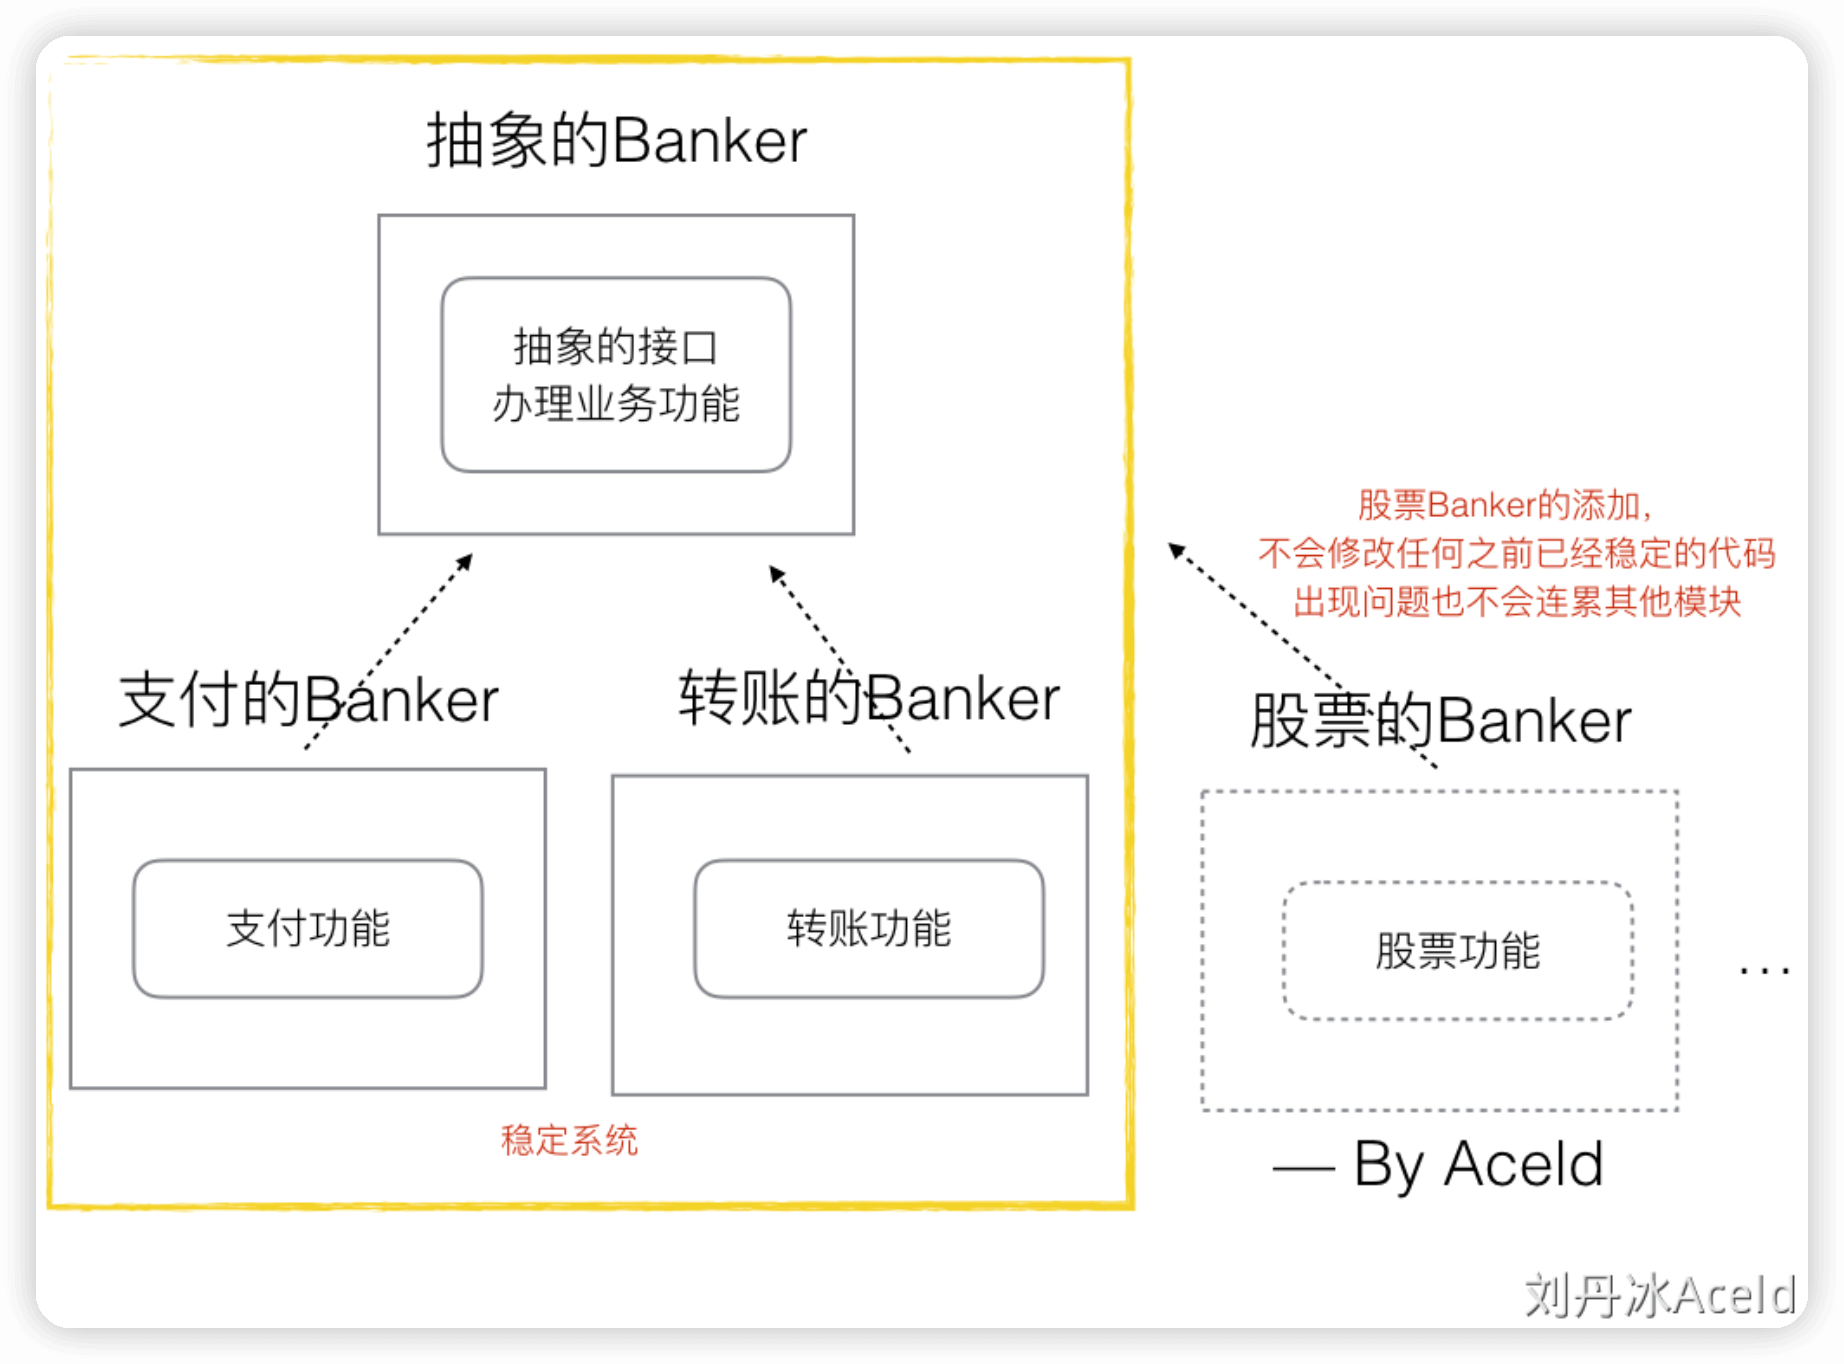 抽象的Banker
抽象的接口
办理业务功能
股票Banker的添加,
不会修改任何之前已经稳定的代码
出现问题也不会连累其他模块
支付的Banker
转账的Banker
股票的Banker
支付功能
转账功能
股票功能
...
稳定系统
— By Aceld
刘丹冰Aceld